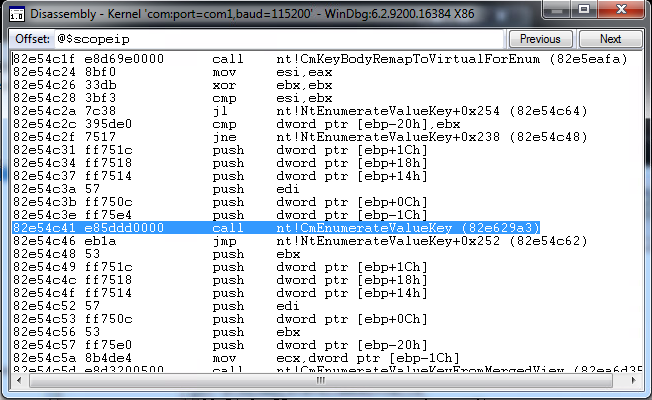 Disassembly - Kernel 'com:port=com1,baud=115200' - WinDbg:6.2.9200.16384 X86
Offset: @$scopeip Previous Next
82e54c1f e8d69e0000 call nt!CmKeyBodyRemapToVirtualForEnum (82e5eafa)
82e54c24 8bf0 mov esi,eax
82e54c26 33db xor ebx,ebx
82e54c28 3bf3 cmp esi,ebx
82e54c2a 7c38 jl nt!NtEnumerateValueKey+0x254 (82e54c64)
82e54c2c 395de0 cmp dword ptr [ebp-20h],ebx
82e54c2f 7517 jne nt!NtEnumerateValueKey+0x238 (82e54c48)
82e54c31 ff751c push dword ptr [ebp+1Ch]
82e54c34 ff7518 push dword ptr [ebp+18h]
82e54c37 ff7514 push dword ptr [ebp+14h]
82e54c3a 57 push edi
82e54c3b ff750c push dword ptr [ebp+0Ch]
82e54c3e ff75e4 push dword ptr [ebp-1Ch]
82e54c41 e85ddd0000 call nt!CmEnumerateValueKey (82e629a3)
82e54c46 eb1a jmp nt!NtEnumerateValueKey+0x252 (82e54c62)
82e54c48 53 push ebx
82e54c49 ff751c push dword ptr [ebp+1Ch]
82e54c4c ff7518 push dword ptr [ebp+18h]
82e54c4f ff7514 push dword ptr [ebp+14h]
82e54c52 57 push edi
82e54c53 ff750c push dword ptr [ebp+0Ch]
82e54c56 53 push ebx
82e54c57 ff75e0 push dword ptr [ebp-20h]
82e54c5a 8b4de4 mov ecx,dword ptr [ebp-1Ch]
82e54c5d e8d3200500 call nt!CmEnumerateValueKeyFromMergedView (82ea6d35